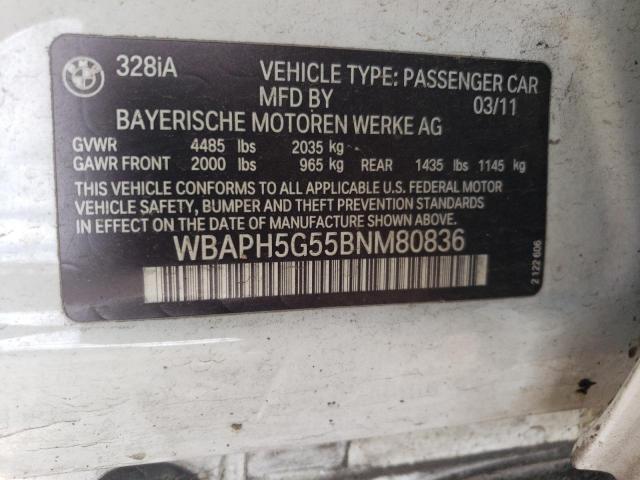 BMW 328iA VEHICLE TYPE: PASSENGER CAR
MFD BY 03/11
BAYERISCHE MOTOREN WERKE AG
GVWR 4485 lbs 2035 kg
GAWR FRONT 2000 lbs 965 kg REAR 1435 lbs 1145 kg
THIS VEHICLE CONFORMS TO ALL APPLICABLE U.S. FEDERAL MOTOR
VEHICLE SAFETY, BUMPER AND THEFT PREVENTION STANDARDS
IN EFFECT ON THE DATE OF MANUFACTURE SHOWN ABOVE.
WBAPH5G55BNM80836
2 122 606